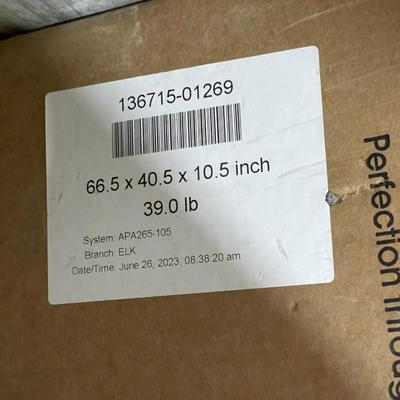 136715-01269
66.5 x 40.5 x 10.5 inch
39.0 lb
System: APA265-105
Branch: ELK
Date/Time: June 26, 2023, 08:38:20 am
Perfection